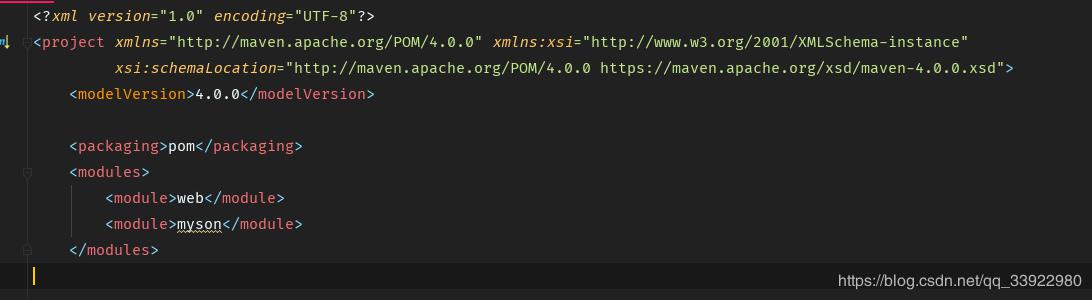 <?xml version="1.0" encoding="UTF-8"?>
<project xmlns="http://maven.apache.org/POM/4.0.0" xmlns:xsi="http://www.w3.org/2001/XMLSchema-instance"
xsi:schemaLocation="http://maven.apache.org/POM/4.0.0 https://maven.apache.org/xsd/maven-4.0.0.xsd">
<modelVersion>4.0.0</modelVersion>
<packaging>pom</packaging>
<modules>
<module>web</module>
<module>myson</module>
</modules>
https://blog.csdn.net/qq_33922980